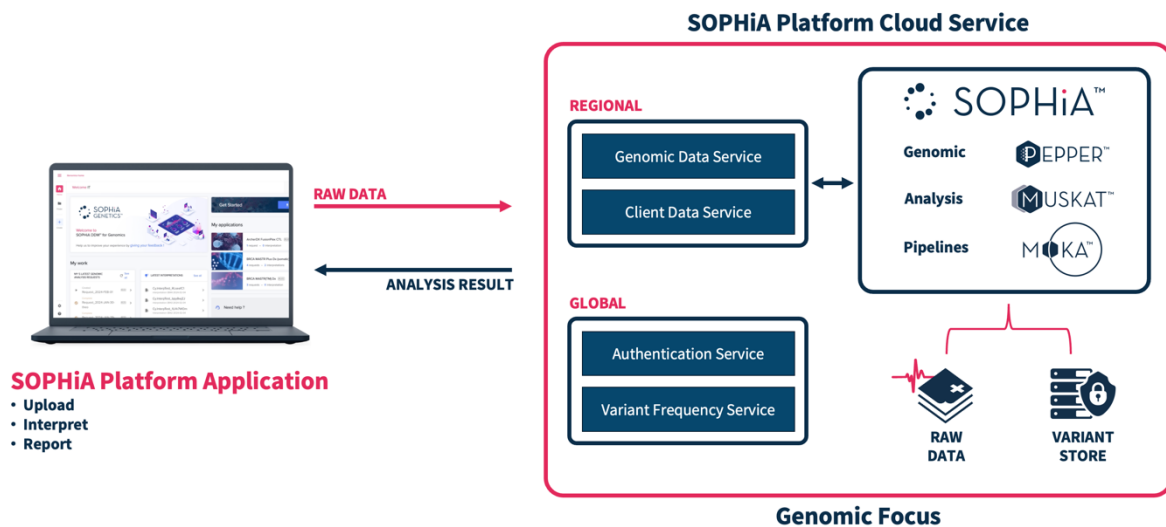 SOPHiA Platform Cloud Service
REGIONAL
Genomic Data Service
Client Data Service
SOPHiA™
Genomic
PEPPER™
Analysis
MUSKAT™
Pipelines
MOKA™
RAW DATA
ANALYSIS RESULT
GLOBAL
Authentication Service
Variant Frequency Service
RAW
DATA
VARIANT
STORE
Genomic Focus
SOPHiA
GENETICS
Get Started
My applications
My work
Need help ?
SOPHiA Platform Application
• Upload
• Interpret
• Report